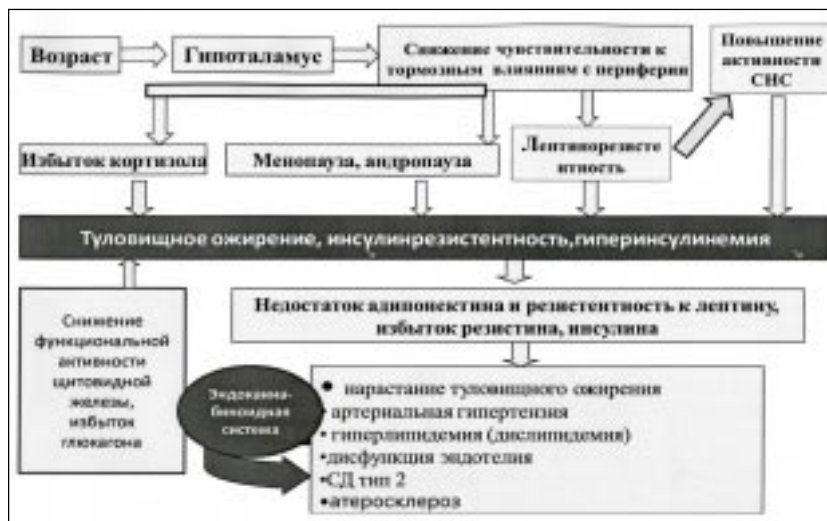 Возраст
Гипоталамус
Снижение чувствительности к
тормозным влияниям с периферии
Повышение
активности
СНС
Избыток кортизола
Менопауза, андропауза
Лептинорезисте
нтность
Туловищное ожирение, инсулинрезистентность,гиперинсулинемия
Снижение
функциональной
активности
щитовидной
железы,
избыток
глюкагона
Недостаток адипонектина и резистентность к лептину,
избыток резистина, инсулина
Эндоканна-
биноидная
система
• нарастание туловищного ожирения
• артериальная гипертензия
•гиперлипидемия (дислипидемия)
•дисфункция эндотелия
•СД тип 2
•атеросклероз